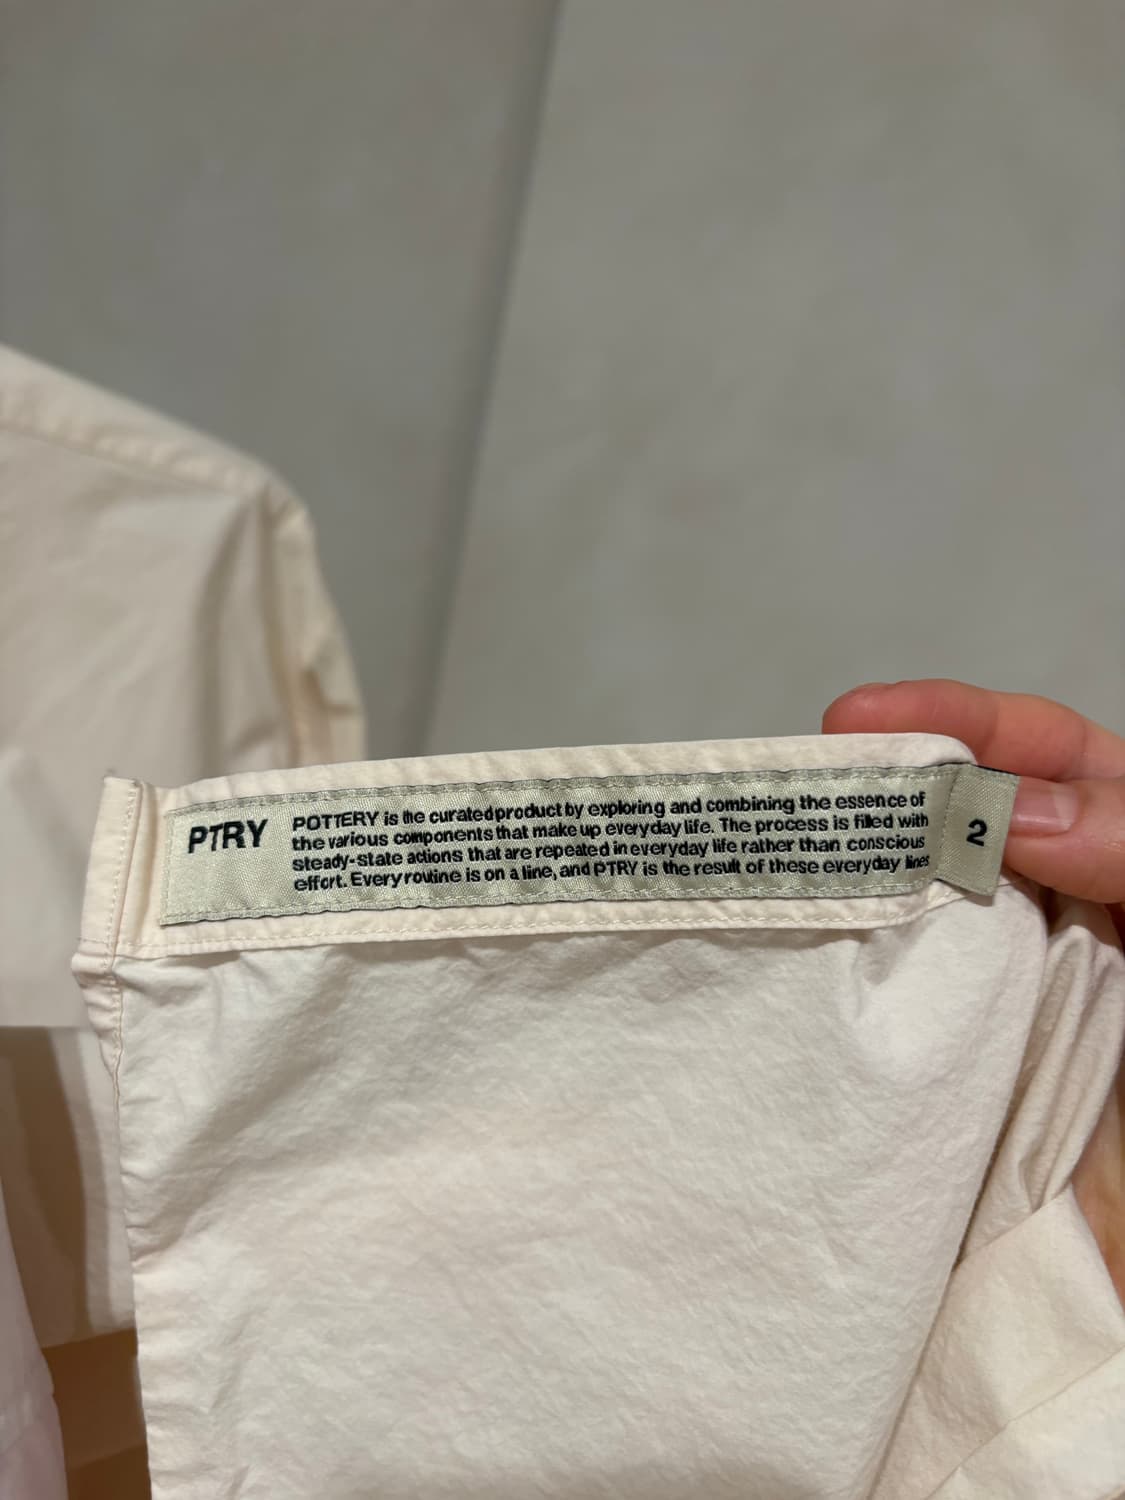 PTRY
POTTERY is the curated product by exploring and combining the essence of
the various components that make up everyday life. The process is filled with
steady-state actions that are repeated in everyday life rather than conscious
effort. Every routine is on a line, and PTRY is the result of these everyday lines
2